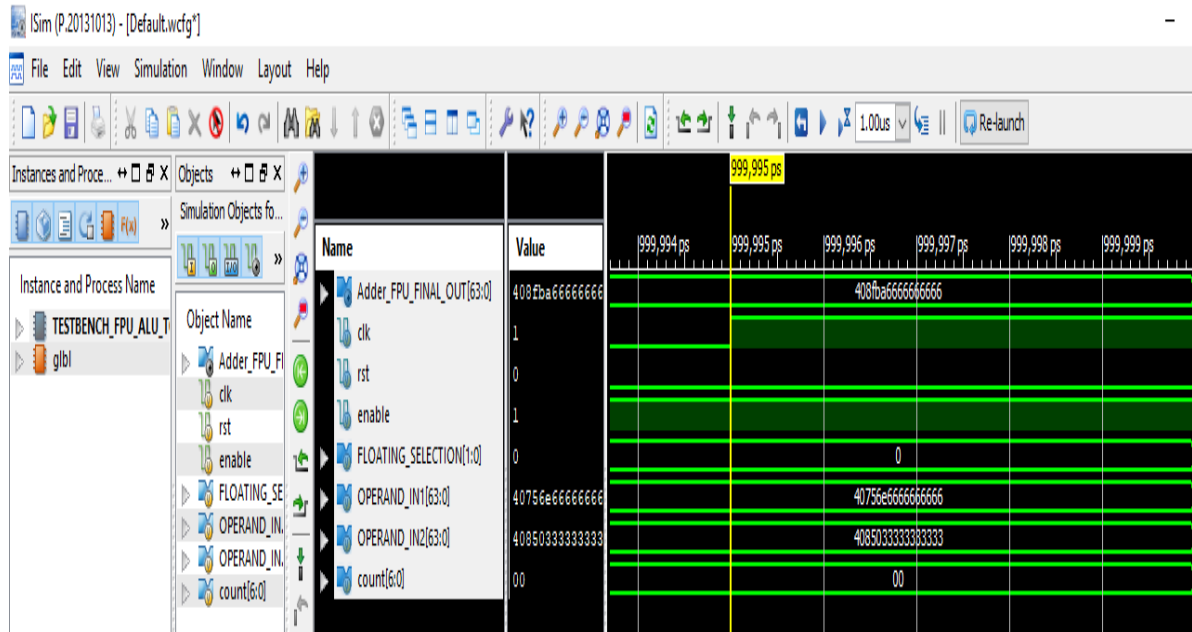 ISim (P.20131013) - [Default.wcfg*]
File Edit View Simulation Window Layout Help
1.00us Re-launch
Instances and Proce...
Objects
Simulation Objects fo...
F(x)
»
»
Instance and Process Name
TESTBENCH_FPU_ALU_T
glbl
Object Name
Adder_FPU_FI
clk
rst
enable
FLOATING_SE
OPERAND_IN.
OPERAND_IN.
count[6:0]
999,995 ps
Name Value
999,994 ps 999,995 ps 999,996 ps 999,997 ps 999,998 ps 999,999 ps
Adder_FPU_FINAL_OUT[63:0] 408fba66666666 408fba6666666666
clk 1
rst 0
enable 1
FLOATING_SELECTION[1:0] 0 0
OPERAND_IN1[63:0] 40756e66666666 40756e6666666666
OPERAND_IN2[63:0] 40850333333333 4085033333333333
count[6:0] 00 00